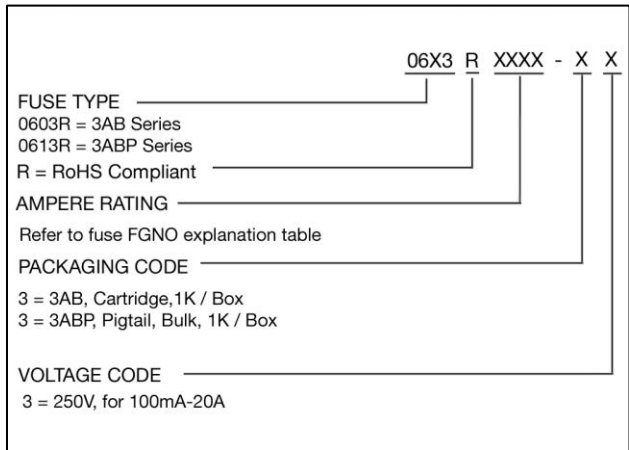 06X3 R XXXX - X X
FUSE TYPE
0603R = 3AB Series
0613R = 3ABP Series
R = RoHS Compliant
AMPERE RATING
Refer to fuse FGNO explanation table
PACKAGING CODE
3 = 3AB, Cartridge,1K / Box
3 = 3ABP, Pigtail, Bulk, 1K / Box
VOLTAGE CODE
3 = 250V, for 100mA-20A